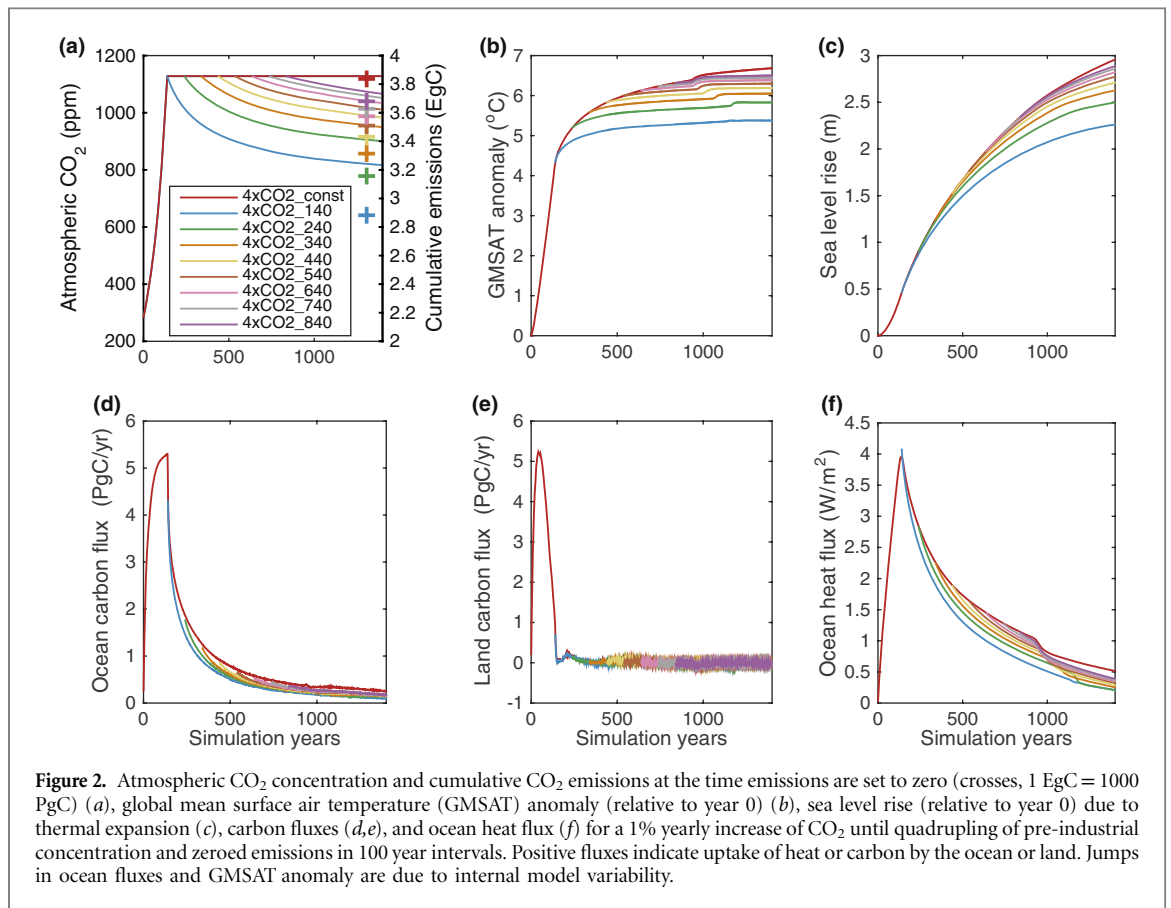 (a)
Atmospheric CO2 (ppm)
1200
1000
800
600
400
200
0
500
1000
4
3.8
3.6
3.4
3.2
3
2.8
2.6
2.4
2.2
2
Cumulative emissions (EgC)
4xCO2_const
4xCO2_140
4xCO2_240
4xCO2_340
4xCO2_440
4xCO2_540
4xCO2_640
4xCO2_740
4xCO2_840
(b)
GMSAT anomaly (°C)
7
6
5
4
3
2
1
0
0
500
1000
(c)
Sea level rise (m)
3
2.5
2
1.5
1
0.5
0
0
500
1000
(d)
Ocean carbon flux (PgC/yr)
6
5
4
3
2
1
0
0
500
1000
Simulation years
(e)
Land carbon flux (PgC/yr)
6
5
4
3
2
1
0
-1
0
500
1000
Simulation years
(f)
Ocean heat flux (W/m2)
4.5
4
3.5
3
2.5
2
1.5
1
0.5
0
0
500
1000
Simulation years
Figure 2. Atmospheric CO2 concentration and cumulative CO2 emissions at the time emissions are set to zero (crosses, 1 EgC = 1000
PgC) (a), global mean surface air temperature (GMSAT) anomaly (relative to year 0) (b), sea level rise (relative to year 0) due to
thermal expansion (c), carbon fluxes (d,e), and ocean heat flux (f) for a 1% yearly increase of CO2 until quadrupling of pre-industrial
concentration and zeroed emissions in 100 year intervals. Positive fluxes indicate uptake of heat or carbon by the ocean or land. Jumps
in ocean fluxes and GMSAT anomaly are due to internal model variability.